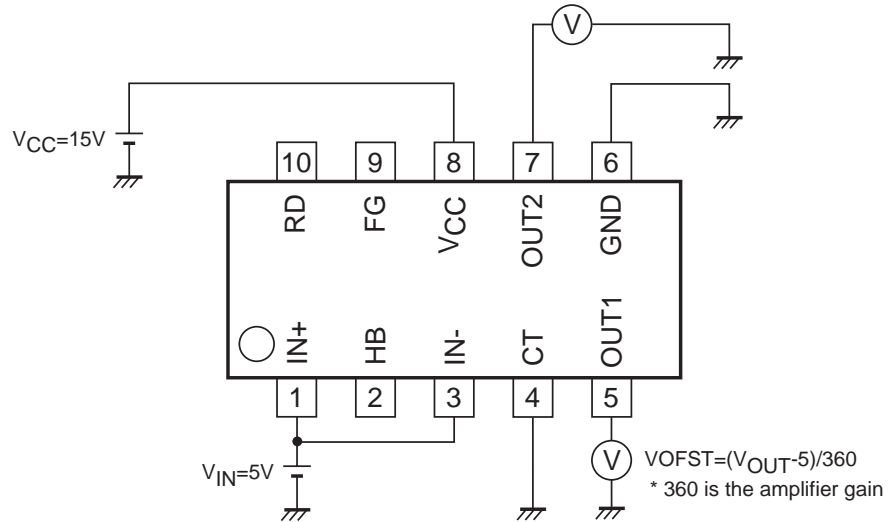 V
VCC=15V
10 9 8 7 6
RD FG VCC OUT2 GND
IN+ HB IN- CT OUT1
1 2 3 4 5
VIN=5V
V VOFST=(VOUT-5)/360
* 360 is the amplifier gain